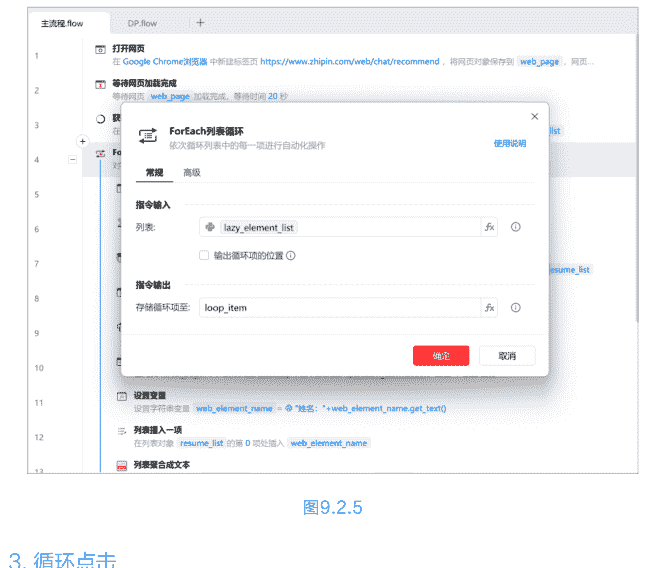 主流程.flow DP.flow +
1 打开网页
在 Google Chrome浏览器 中新建标签页 https://www.zhipin.com/web/chat/recommend ，将网页对象保存到 web_page ，网页...
2 等待网页加载完成
等待网页 web_page 加载完成，等待时间 20 秒
3 获
在 list
4 Fo
对
ForEach列表循环
依次循环列表中的每一项进行自动化操作
使用说明
常规 高级
指令输入
列表: lazy_element_list fx
输出循环项的位置
指令输出
存储循环项至: loop_item fx
确定 取消
5
6
7 esume_list
8
9
10
11 设置变量
设置字符串变量 web_element_name = "姓名："+web_element_name.get_text()
12 列表插入一项
在列表对象 resume_list 的第 0 项处插入 web_element_name
13 列表聚合成文本
图9.2.5
3. 循环点击